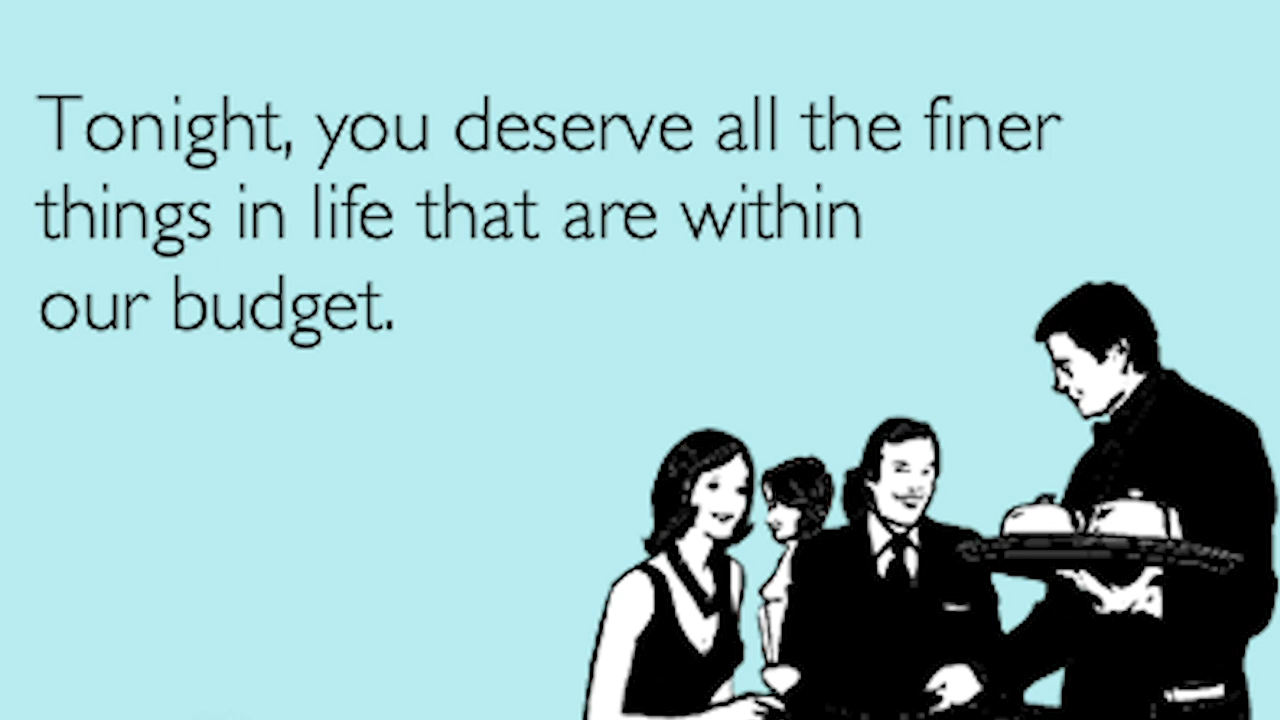 Tonight, you deserve all the finer
things in life that are within
our budget.